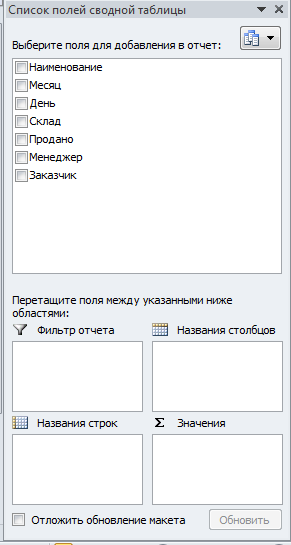 Список полей сводной таблицы
Выберите поля для добавления в отчет:
Наименование
Месяц
День
Склад
Продано
Менеджер
Заказчик
Перетащите поля между указанными ниже
областями:
Фильтр отчета
Названия столбцов
Названия строк
Σ Значения
Отложить обновление макета
Обновить